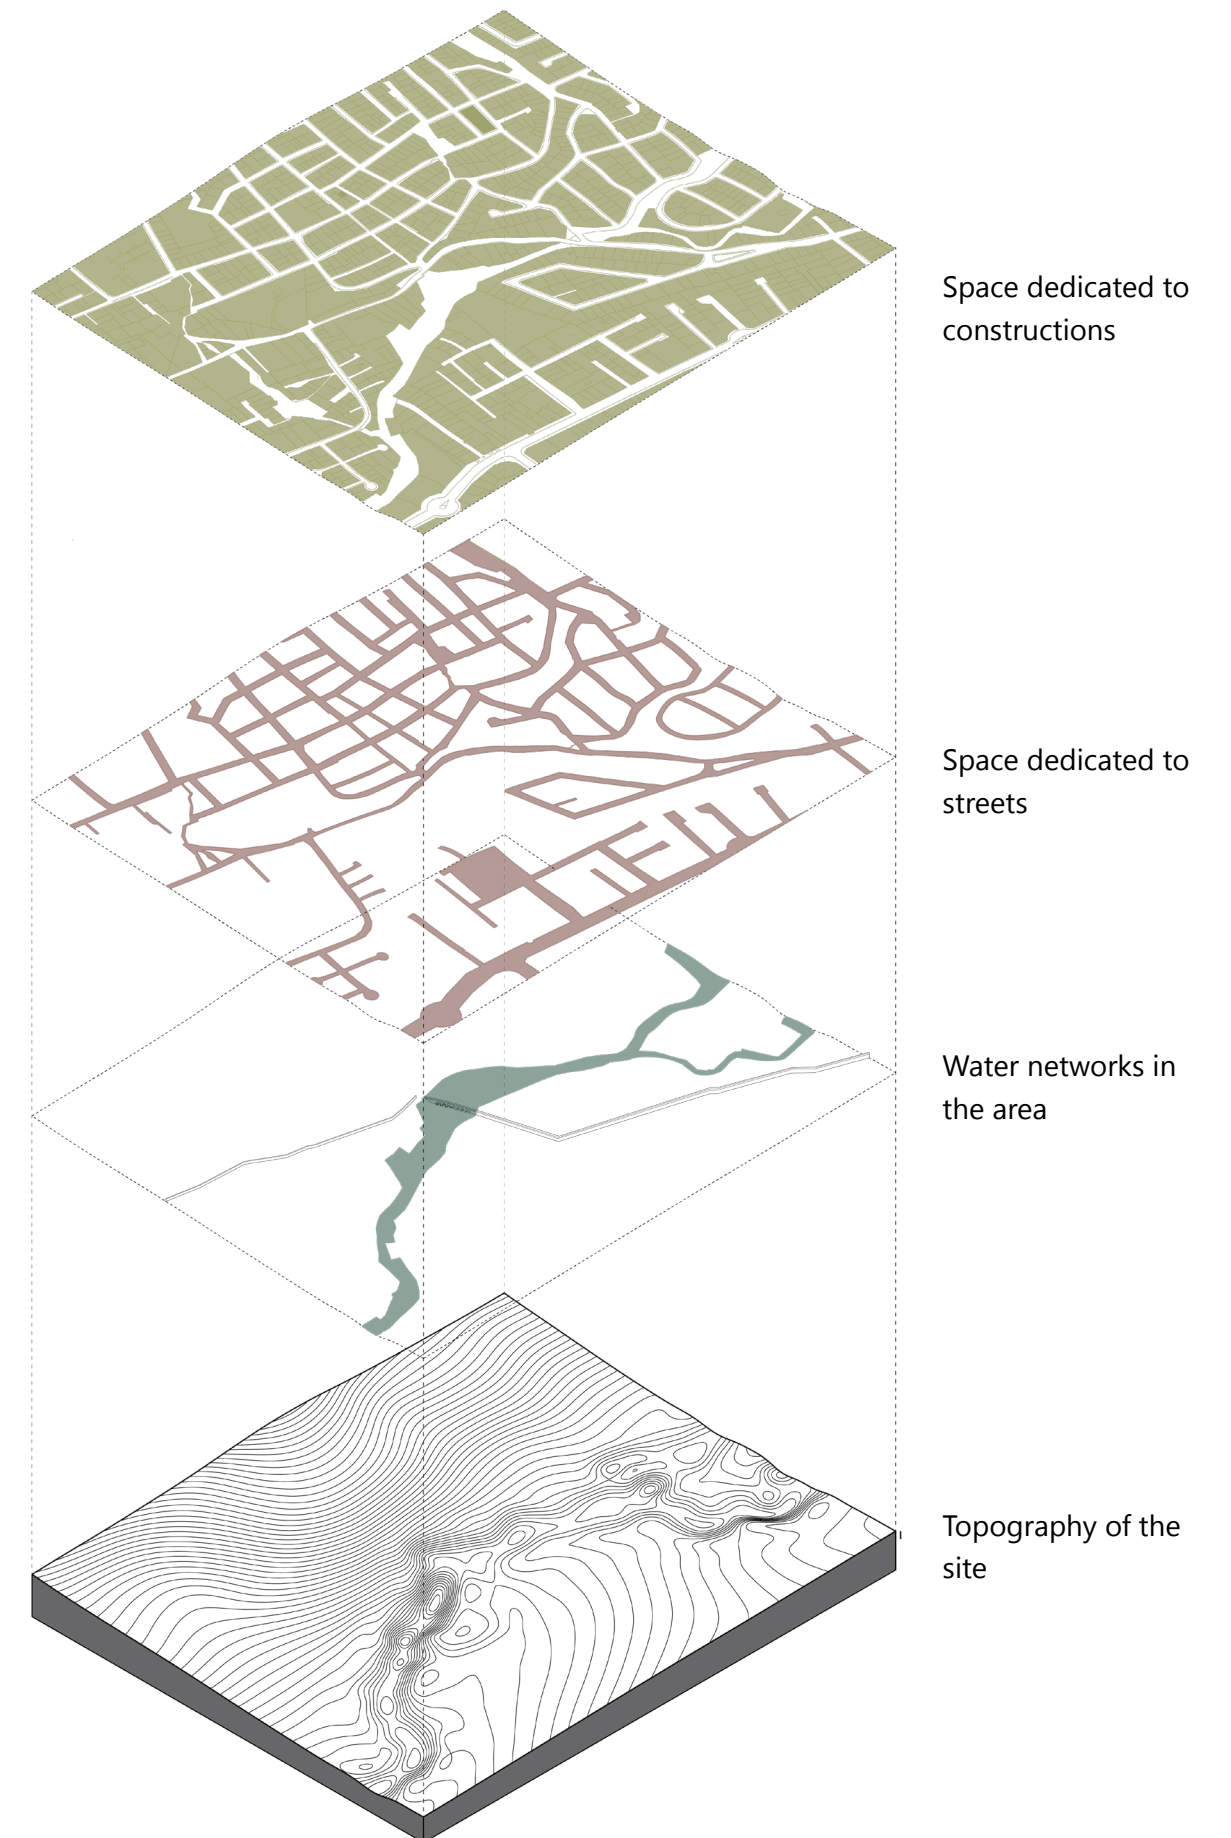 Space dedicated to
constructions
Space dedicated to
streets
Water networks in
the area
Topography of the
site